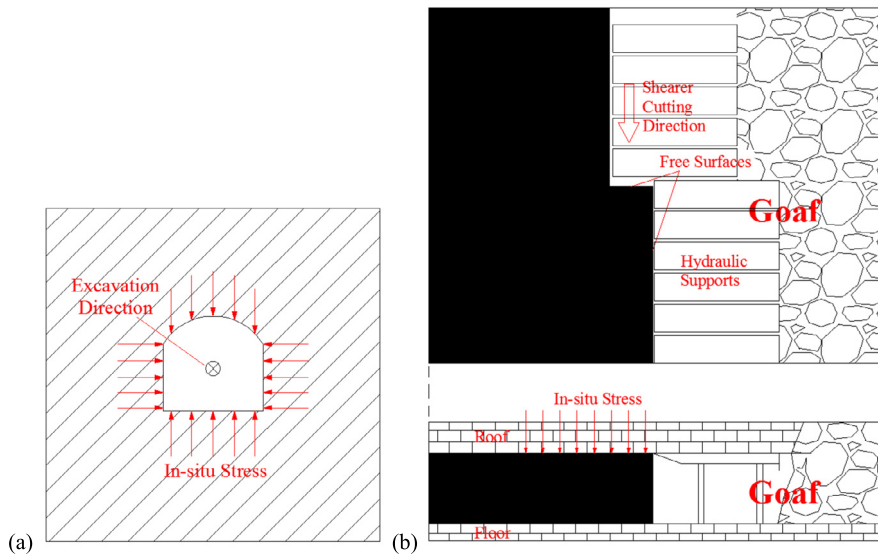 Excavation
Direction
In-situ Stress
(a)
Shearer
Cutting
Direction
Free Surfaces
Goaf
Hydraulic
Supports
In-situ Stress
Roof
Goaf
Floor
(b)